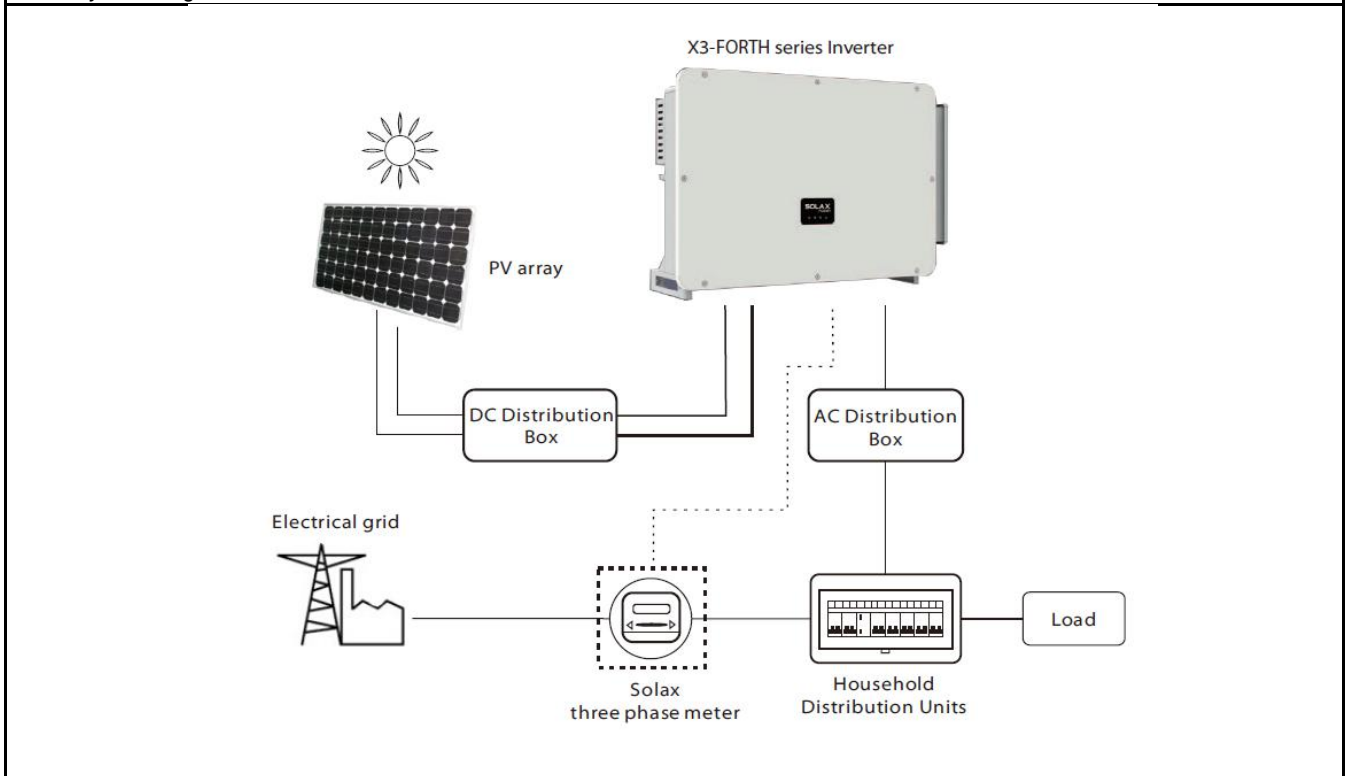 X3-FORTH series Inverter
SOLAX
PV array
DC Distribution
Box
AC Distribution
Box
Electrical grid
Load
Solax
three phase meter
Household
Distribution Units